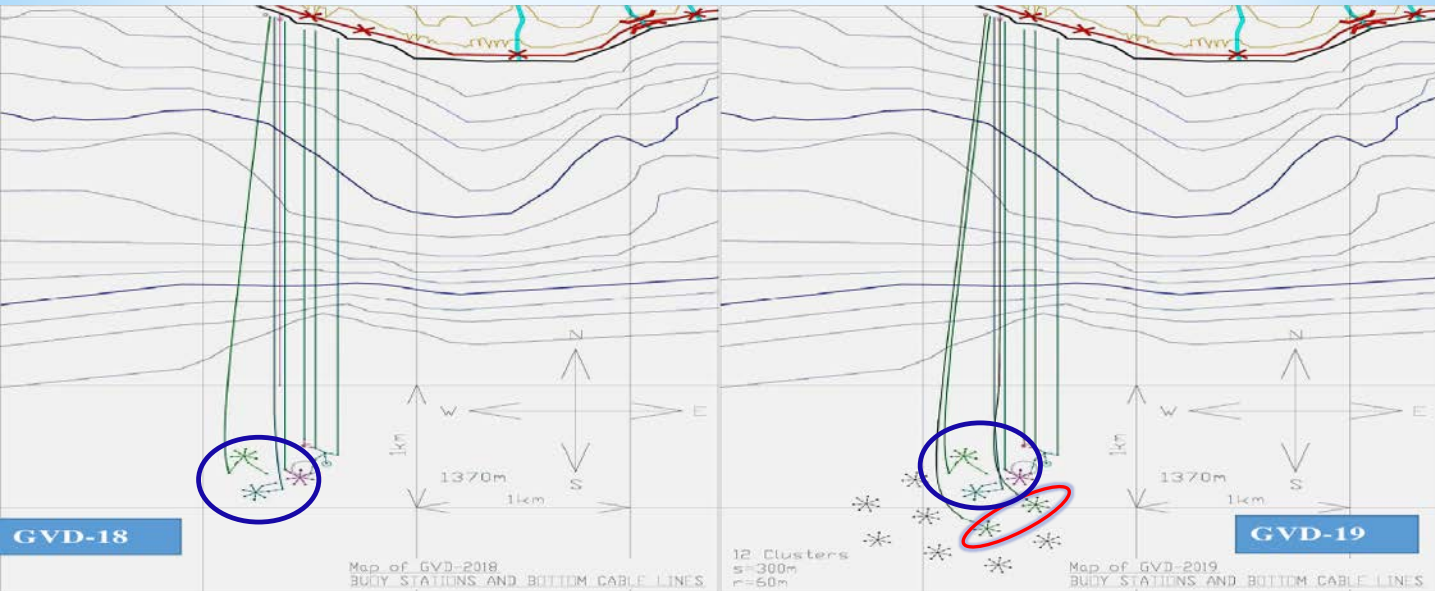 N
W
E
1km
1370m
S
1km
GVD-18
Map of GVD-2018
BUOY STATIONS AND BOTTOM CABLE LINES
N
W
E
1km
1370m
S
1km
GVD-19
12 Clusters
s=300m
r=60m
Map of GVD-2019
BUOY STATIONS AND BOTTOM CABLE LINES